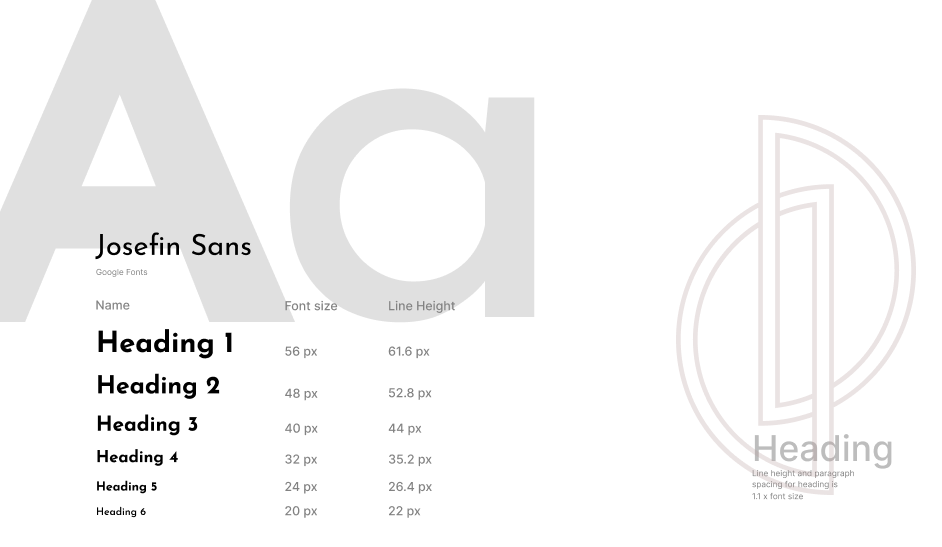 Aa
Josefin Sans
Google Fonts
Name Font size Line Height
Heading 1 56 px 61.6 px
Heading 2 48 px 52.8 px
Heading 3 40 px 44 px
Heading 4 32 px 35.2 px
Heading 5 24 px 26.4 px
Heading 6 20 px 22 px
Heading
Line height and paragraph
spacing for heading is
1.1 x font size